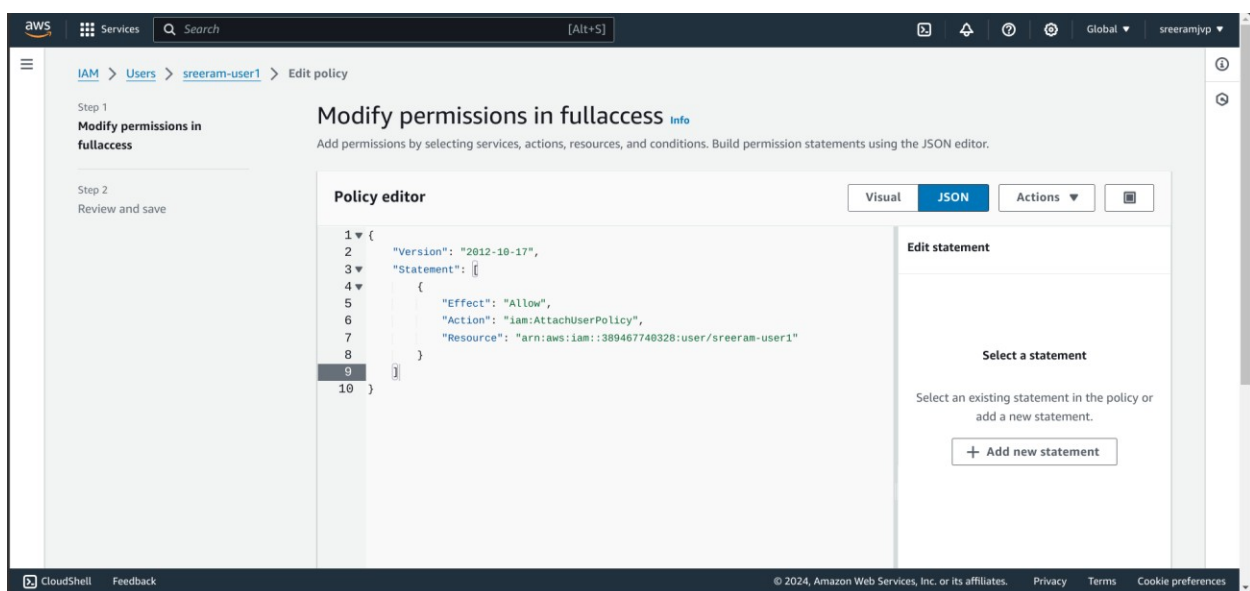 aws Services Search [Alt+S] Global ▼ sreeramjvp ▼
IAM > Users > sreeram-user1 > Edit policy
Step 1
Modify permissions in
fullaccess
Step 2
Review and save
Modify permissions in fullaccess Info
Add permissions by selecting services, actions, resources, and conditions. Build permission statements using the JSON editor.
Policy editor
Visual JSON Actions ▼
1 ▼ {
2 "Version": "2012-10-17",
3 ▼ "Statement": [
4 ▼ {
5 "Effect": "Allow",
6 "Action": "iam:AttachUserPolicy",
7 "Resource": "arn:aws:iam::389467740328:user/sreeram-user1"
8 }
9 ]
10 }
Edit statement
Select a statement
Select an existing statement in the policy or
add a new statement.
+ Add new statement
CloudShell Feedback © 2024, Amazon Web Services, Inc. or its affiliates. Privacy Terms Cookie preferences